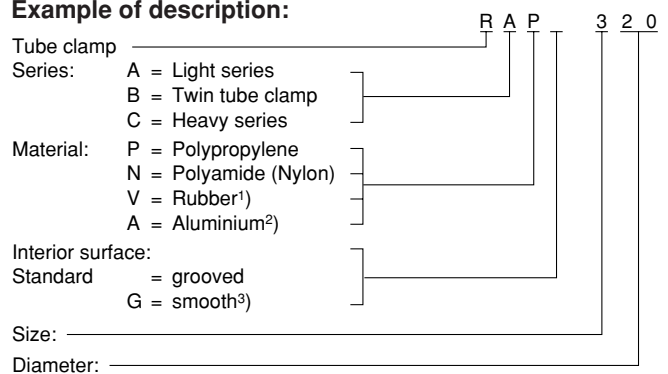 Example of description:
R A P _ 3 2 0
Tube clamp
Series: A = Light series
B = Twin tube clamp
C = Heavy series
Material: P = Polypropylene
N = Polyamide (Nylon)
V = Rubber¹)
A = Aluminium²)
Interior surface:
Standard = grooved
G = smooth³)
Size:
Diameter: